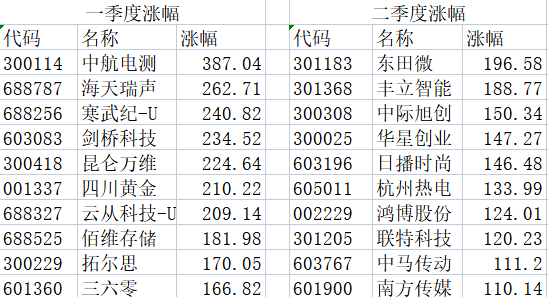 一季度涨幅 二季度涨幅
代码 名称 涨幅 代码 名称 涨幅
300114 中航电测 387.04 301183 东田微 196.58
688787 海天瑞声 262.71 301368 丰立智能 188.77
688256 寒武纪-U 240.82 300308 中际旭创 150.34
603083 剑桥科技 234.52 300025 华星创业 147.27
300418 昆仑万维 224.64 603196 日播时尚 146.48
001337 四川黄金 210.22 605011 杭州热电 133.99
688327 云从科技-U 209.14 002229 鸿博股份 124.01
688525 佰维存储 181.98 301205 联特科技 120.23
300229 拓尔思 170.05 603767 中马传动 111.2
601360 三六零 166.82 601900 南方传媒 110.14